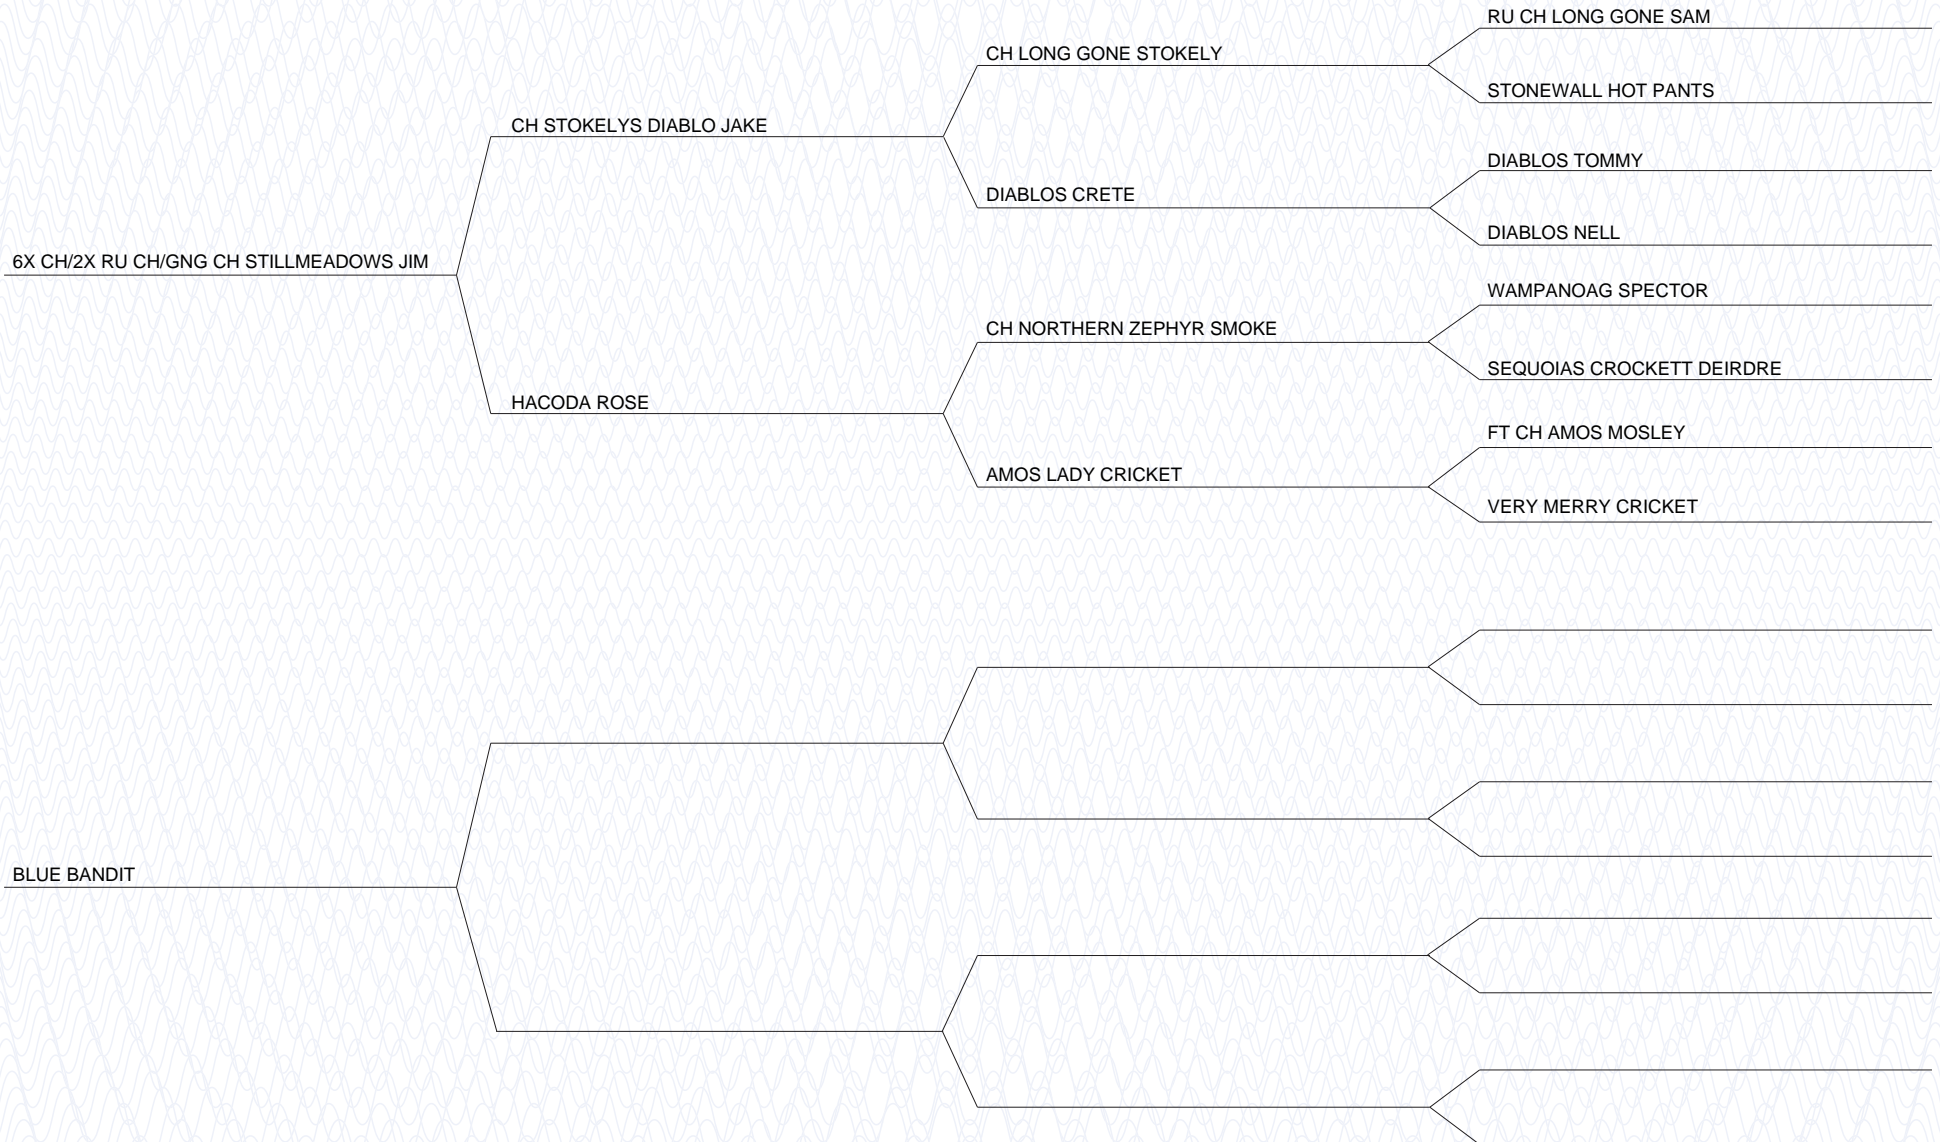 RU CH LONG GONE SAM
CH LONG GONE STOKELY
STONEWALL HOT PANTS
CH STOKELYS DIABLO JAKE
DIABLOS TOMMY
DIABLOS CRETE
DIABLOS NELL
6X CH/2X RU CH/GNG CH STILLMEADOWS JIM
WAMPANOAG SPECTOR
CH NORTHERN ZEPHYR SMOKE
SEQUOIAS CROCKETT DEIRDRE
HACODA ROSE
FT CH AMOS MOSLEY
AMOS LADY CRICKET
VERY MERRY CRICKET
BLUE BANDIT